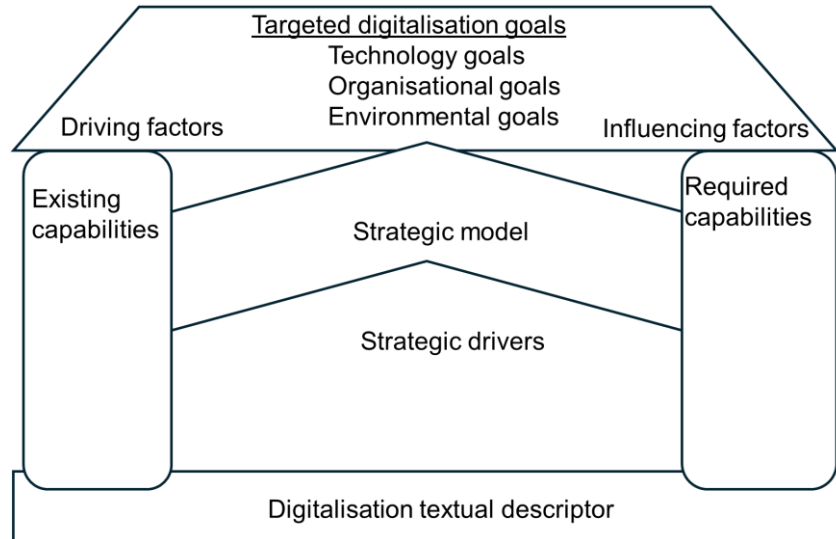 Targeted digitalisation goals
Technology goals
Organisational goals
Environmental goals
Driving factors
Influencing factors
Existing
capabilities
Required
capabilities
Strategic model
Strategic drivers
Digitalisation textual descriptor